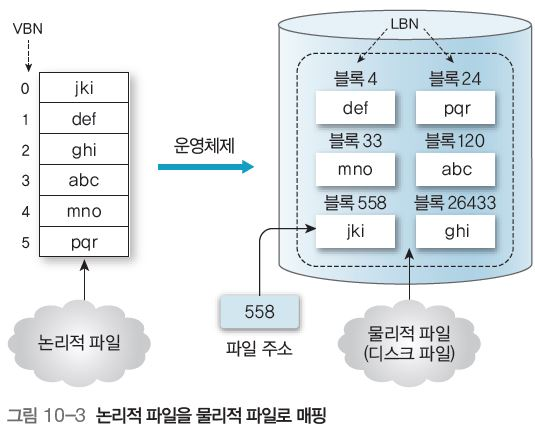 VBN
0 jki
1 def
2 ghi
3 abc
4 mno
5 pqr
논리적 파일
운영체제
LBN
블록 4 블록 24
def pqr
블록 33 블록 120
mno abc
블록 558 블록 26433
jki ghi
558
파일 주소
물리적 파일
(디스크 파일)
그림 10-3 논리적 파일을 물리적 파일로 매핑